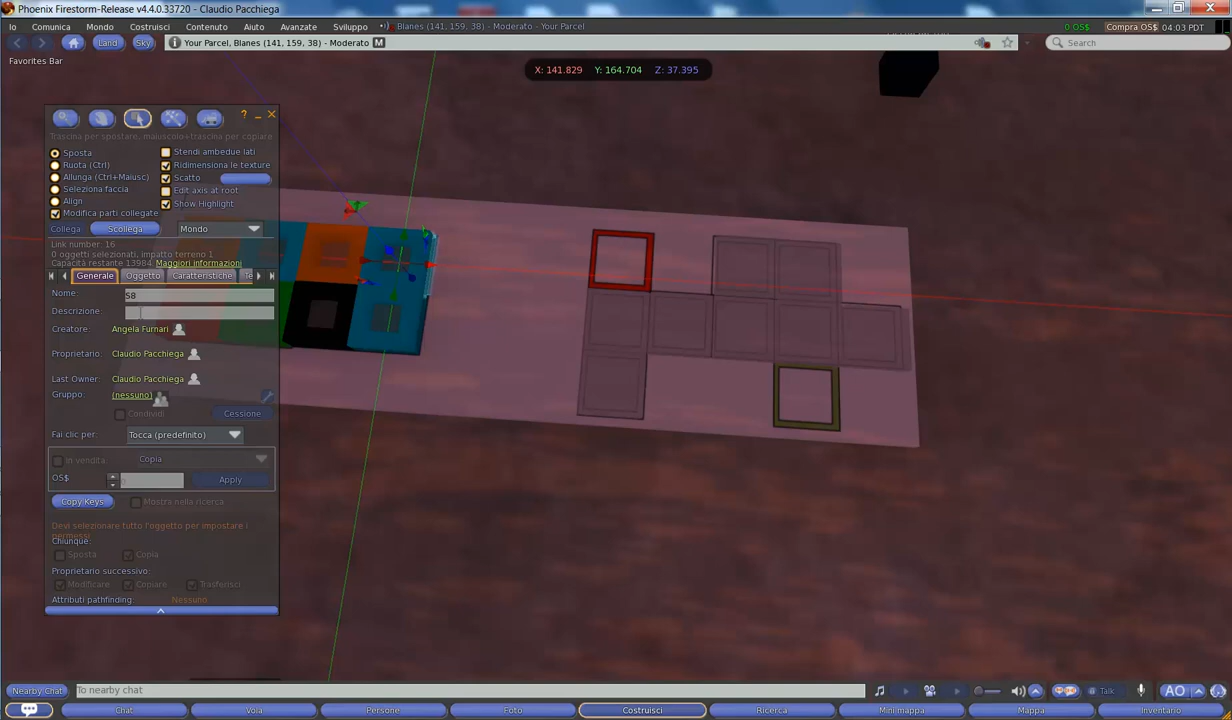 Phoenix Firestorm-Release v4.4.0.33720 - Claudio Pacchiega
Io Comunica Mondo Costruisci Contenuto Aiuto Avanzate Sviluppo Blanes (141, 159, 38) - Moderato - Your Parcel 0 OS$ Compra OS$ 04:03 PDT
Land Sky Your Parcel, Blanes (141, 159, 38) - Moderato M Search
Favorites Bar
X: 141.829 Y: 164.704 Z: 37.395
Trascina per spostare, maiuscolo+trascina per copiare
Sposta
Ruota (Ctrl)
Allunga (Ctrl+Maiusc)
Seleziona faccia
Align
Modifica parti collegate
Stendi ambedue lati
Ridimensiona le texture
Scatto
Edit axis at root
Show Highlight
Collega Scollega Mondo
Link number: 16
0 oggetti selezionati, impatto terreno 1
Capacità restante 13984. Maggiori informazioni
Generale Oggetto Caratteristiche Te
Nome: S8
Descrizione:
Creatore: Angela Furnari
Proprietario: Claudio Pacchiega
Last Owner: Claudio Pacchiega
Gruppo: (nessuno)
Condividi Cessione
Fai clic per: Tocca (predefinito)
In vendita: Copia
OS$ Apply
Copy Keys Mostra nella ricerca
Devi selezionare tutto l'oggetto per impostare i
permessi
Chiunque:
Sposta Copia
Proprietario successivo:
Modificare Copiare Trasferisci
Attributi pathfinding: Nessuno
Nearby Chat To nearby chat Talk AO
Chat Vola Persone Foto Costruisci Ricerca Mini mappa Mappa Inventario